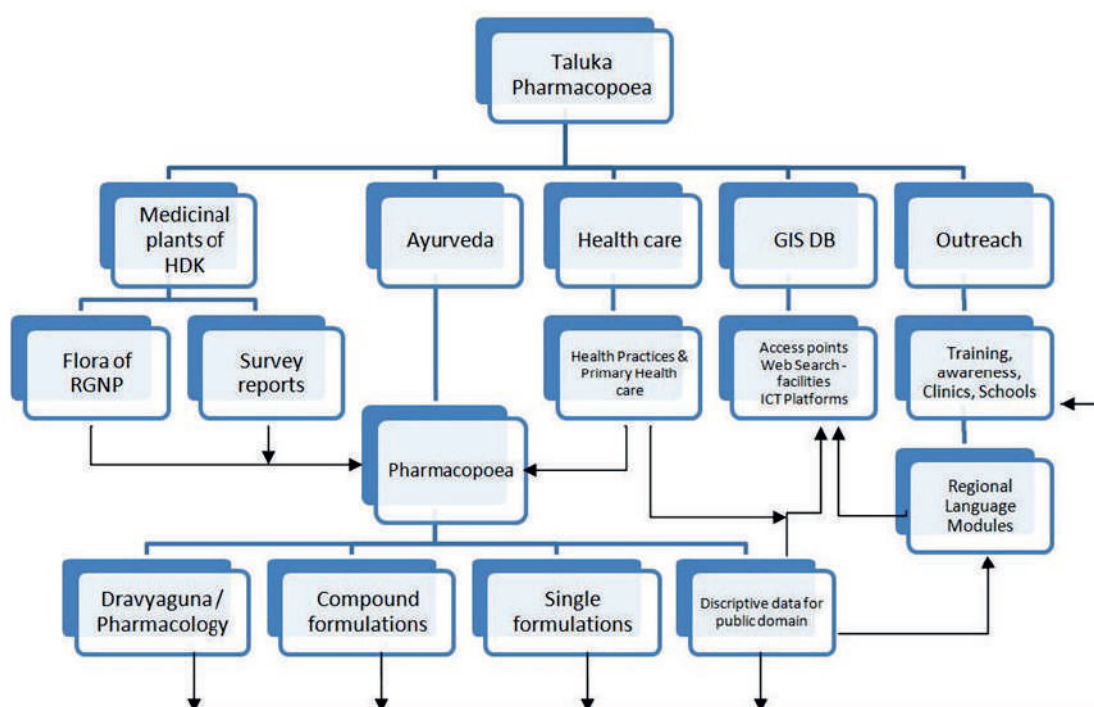 Taluka
Pharmacopoea
Medicinal
plants of
HDK
Ayurveda
Health care
GIS DB
Outreach
Flora of
RGNP
Survey
reports
Health Practices &
Primary Health
care
Access points
Web Search -
facilities
ICT Platforms
Training,
awareness,
Clinics, Schools
Pharmacopoea
Regional
Language
Modules
Dravyaguna /
Pharmacology
Compound
formulations
Single
formulations
Discriptive data for
public domain